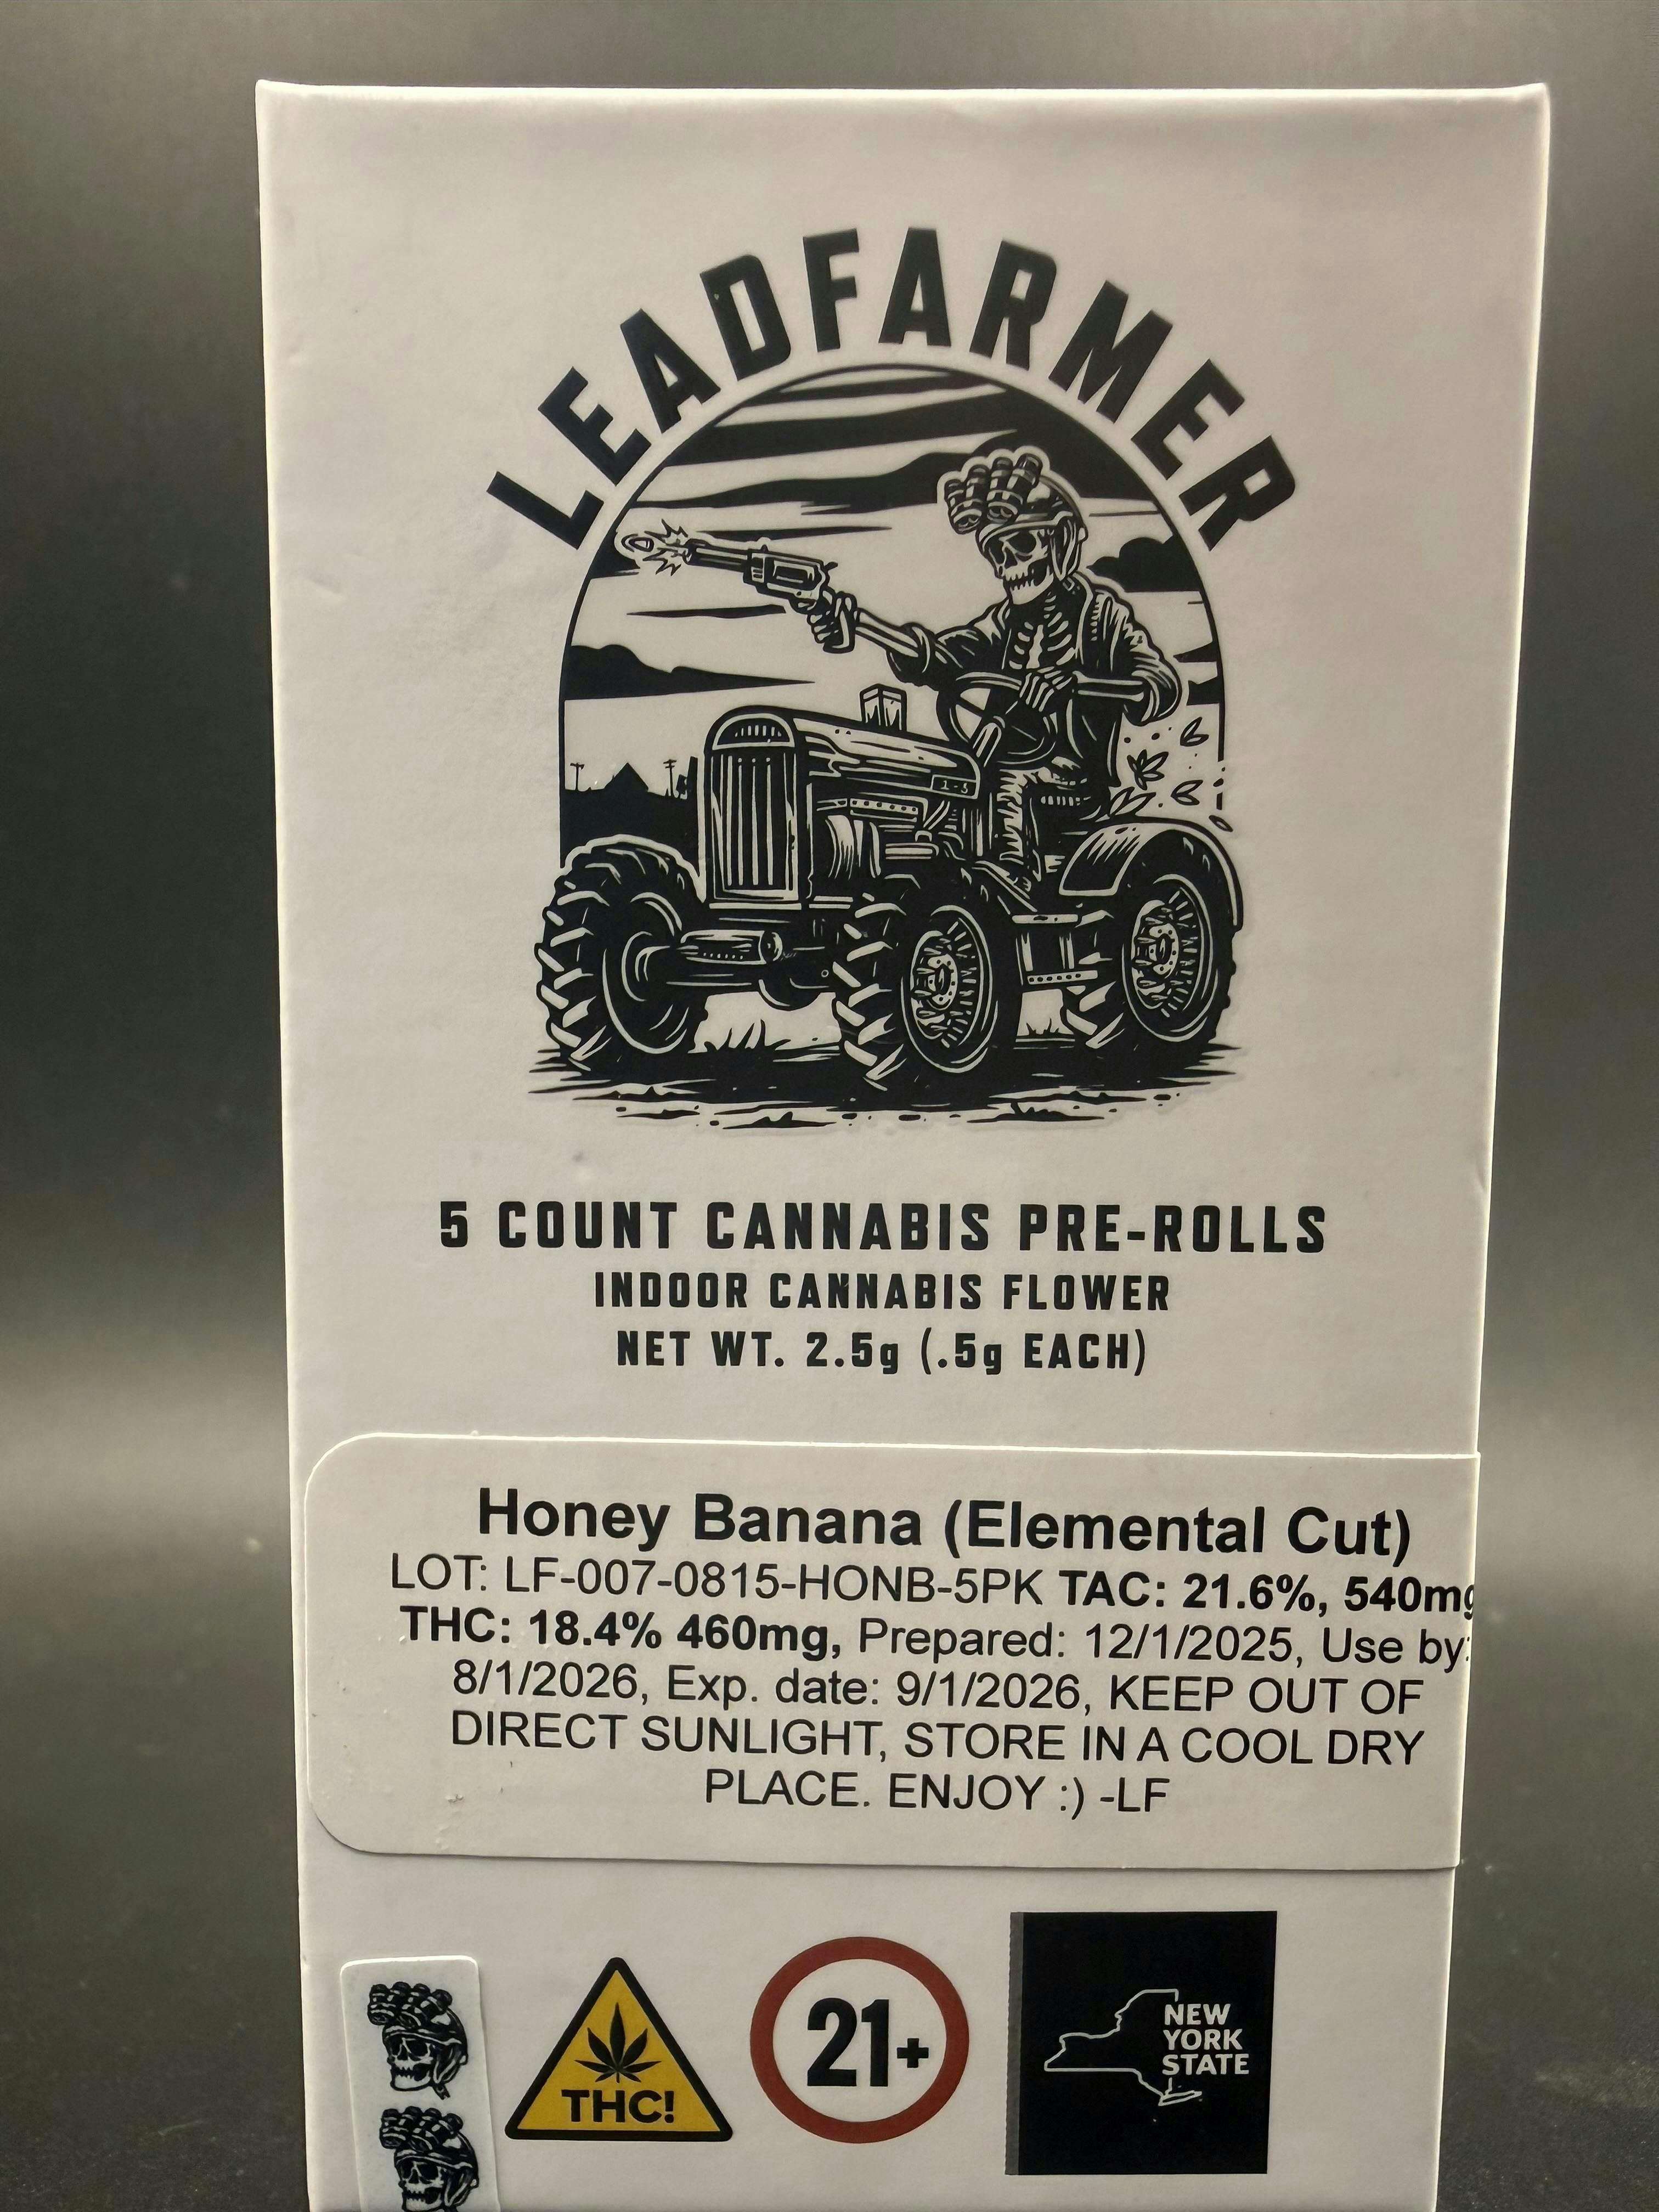 LEADFARMER
5 COUNT CANNABIS PRE-ROLLS
INDOOR CANNABIS FLOWER
NET WT. 2.5g (.5g EACH)
Honey Banana (Elemental Cut)
LOT: LF-007-0815-HONB-5PK TAC: 21.6%, 540mg
THC: 18.4% 460mg, Prepared: 12/1/2025, Use by:
8/1/2026, Exp. date: 9/1/2026, KEEP OUT OF
DIRECT SUNLIGHT, STORE IN A COOL DRY
PLACE. ENJOY :) -LF
THC!
21+
NEW
YORK
STATE